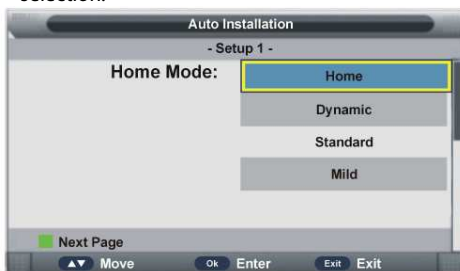 Auto Installation
- Setup 1 -
Home Mode:
Home
Dynamic
Standard
Mild
Next Page
▲▼ Move Ok Enter Exit Exit